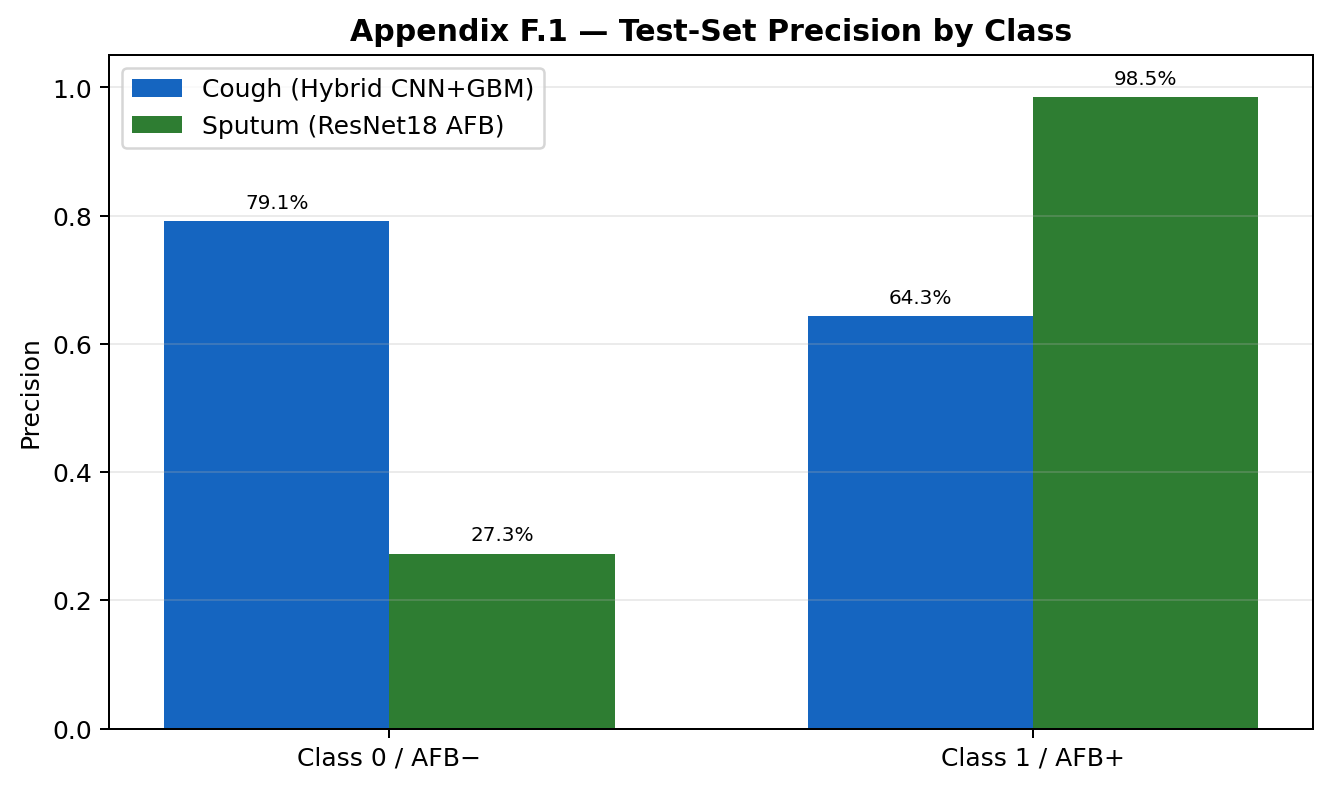 Appendix F.1 — Test-Set Precision by Class
Cough (Hybrid CNN+GBM)
Sputum (ResNet18 AFB)
Precision
1.0
0.8
0.6
0.4
0.2
0.0
79.1%
27.3%
64.3%
98.5%
Class 0 / AFB−
Class 1 / AFB+